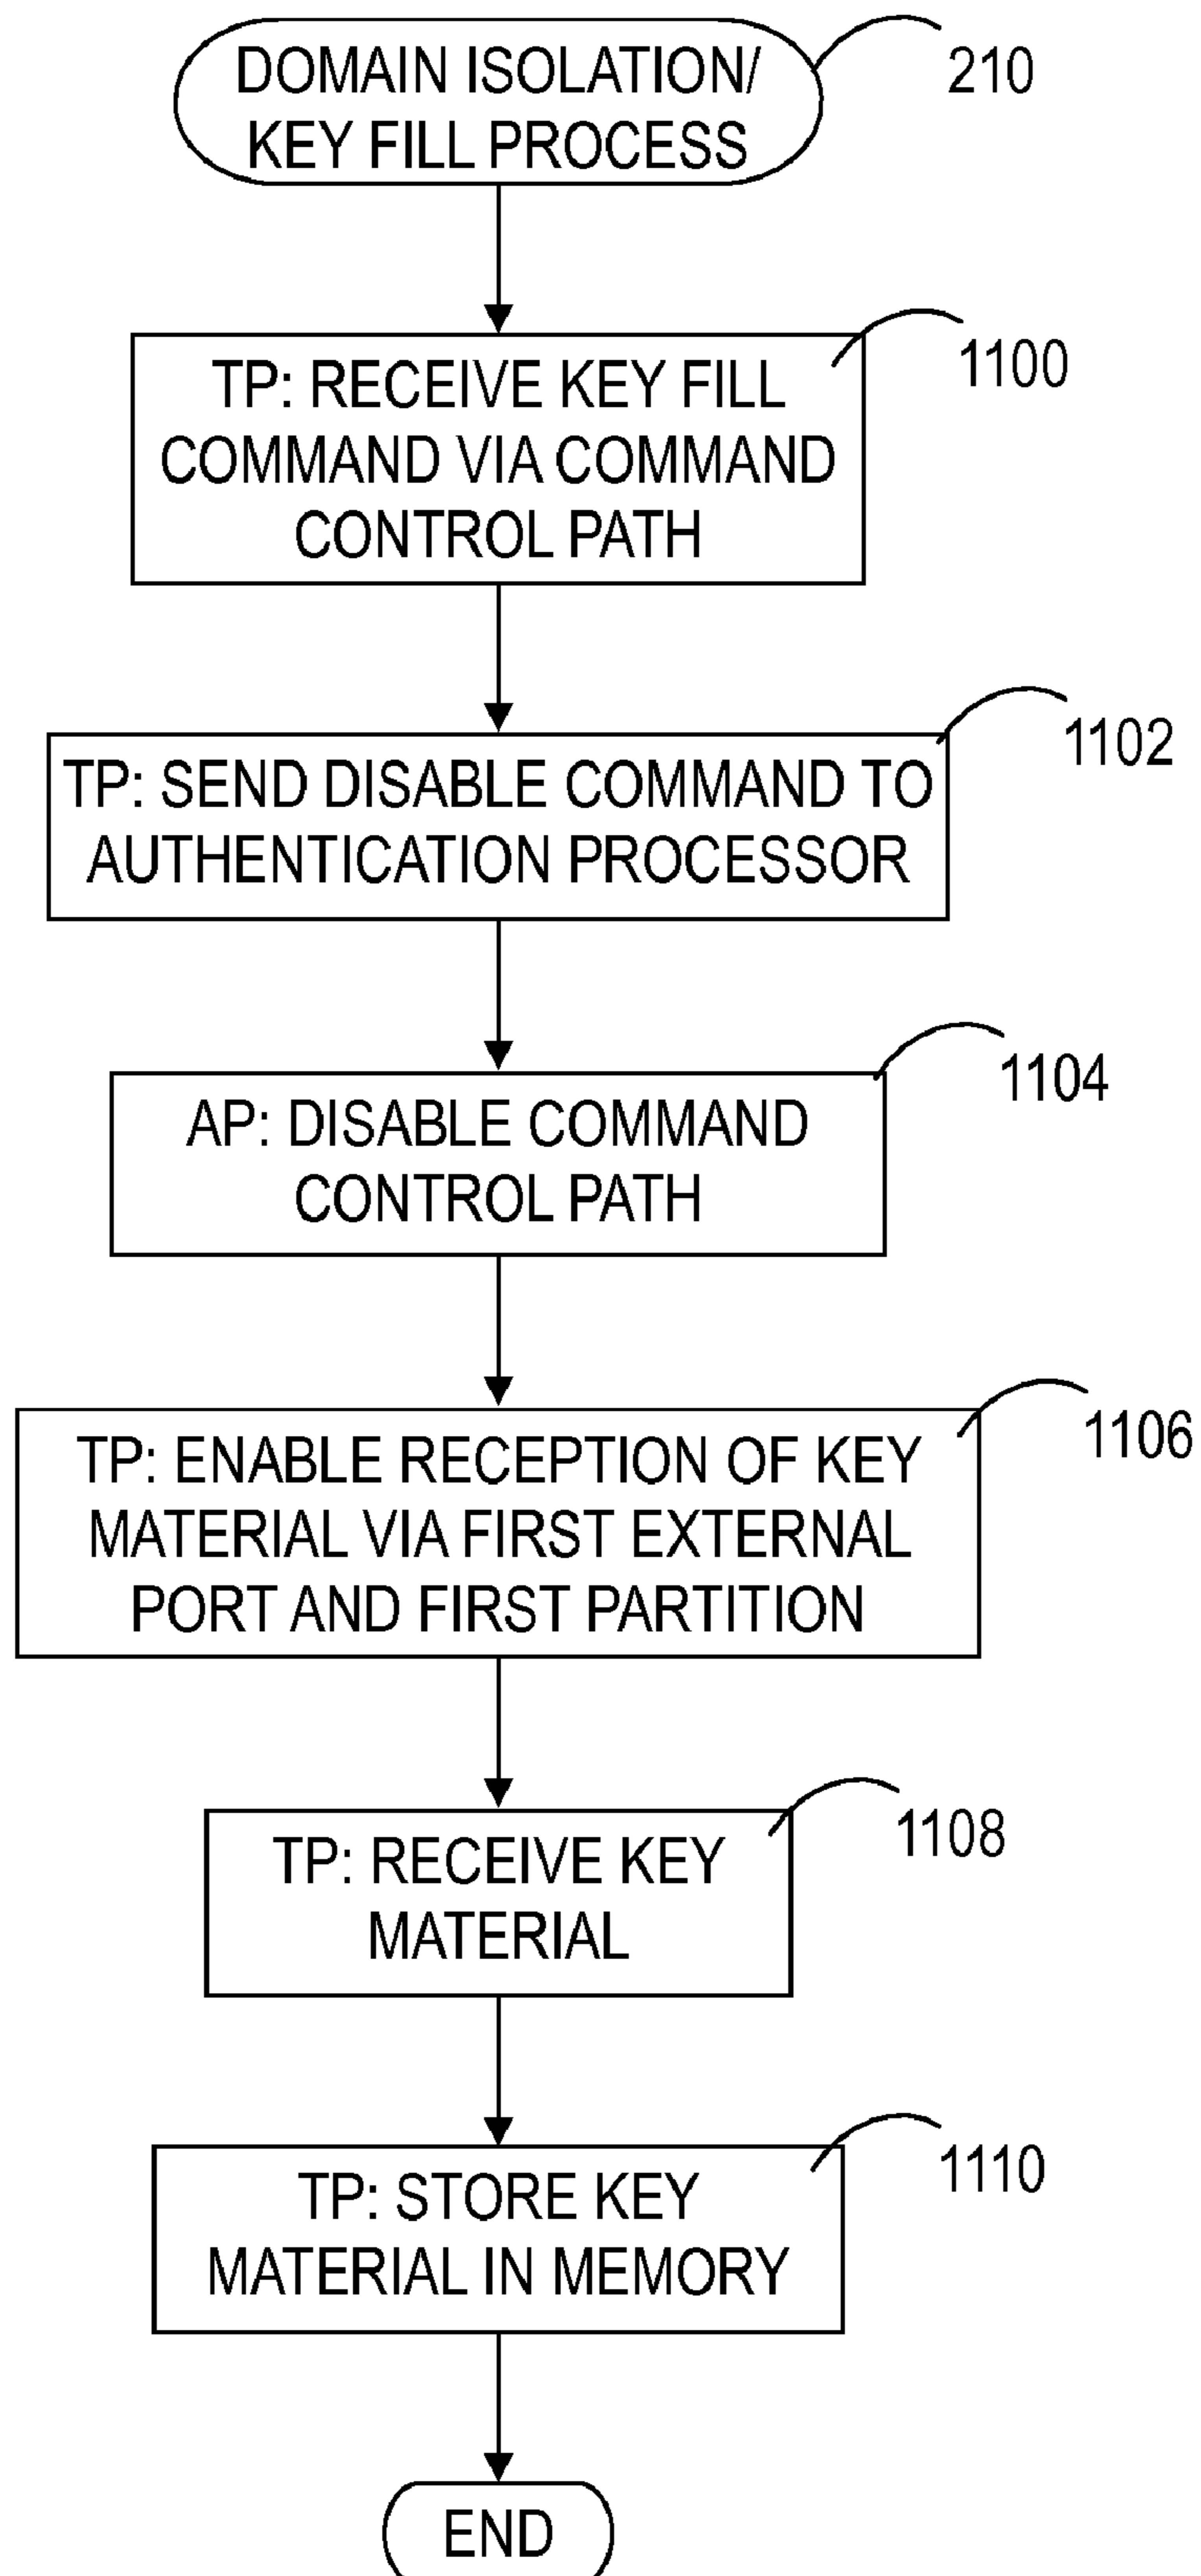 DOMAIN ISOLATION/
KEY FILL PROCESS
210
TP: RECEIVE KEY FILL
COMMAND VIA COMMAND
CONTROL PATH
1100
TP: SEND DISABLE COMMAND TO
AUTHENTICATION PROCESSOR
1102
AP: DISABLE COMMAND
CONTROL PATH
1104
TP: ENABLE RECEPTION OF KEY
MATERIAL VIA FIRST EXTERNAL
PORT AND FIRST PARTITION
1106
TP: RECEIVE KEY
MATERIAL
1108
TP: STORE KEY
MATERIAL IN MEMORY
1110
END